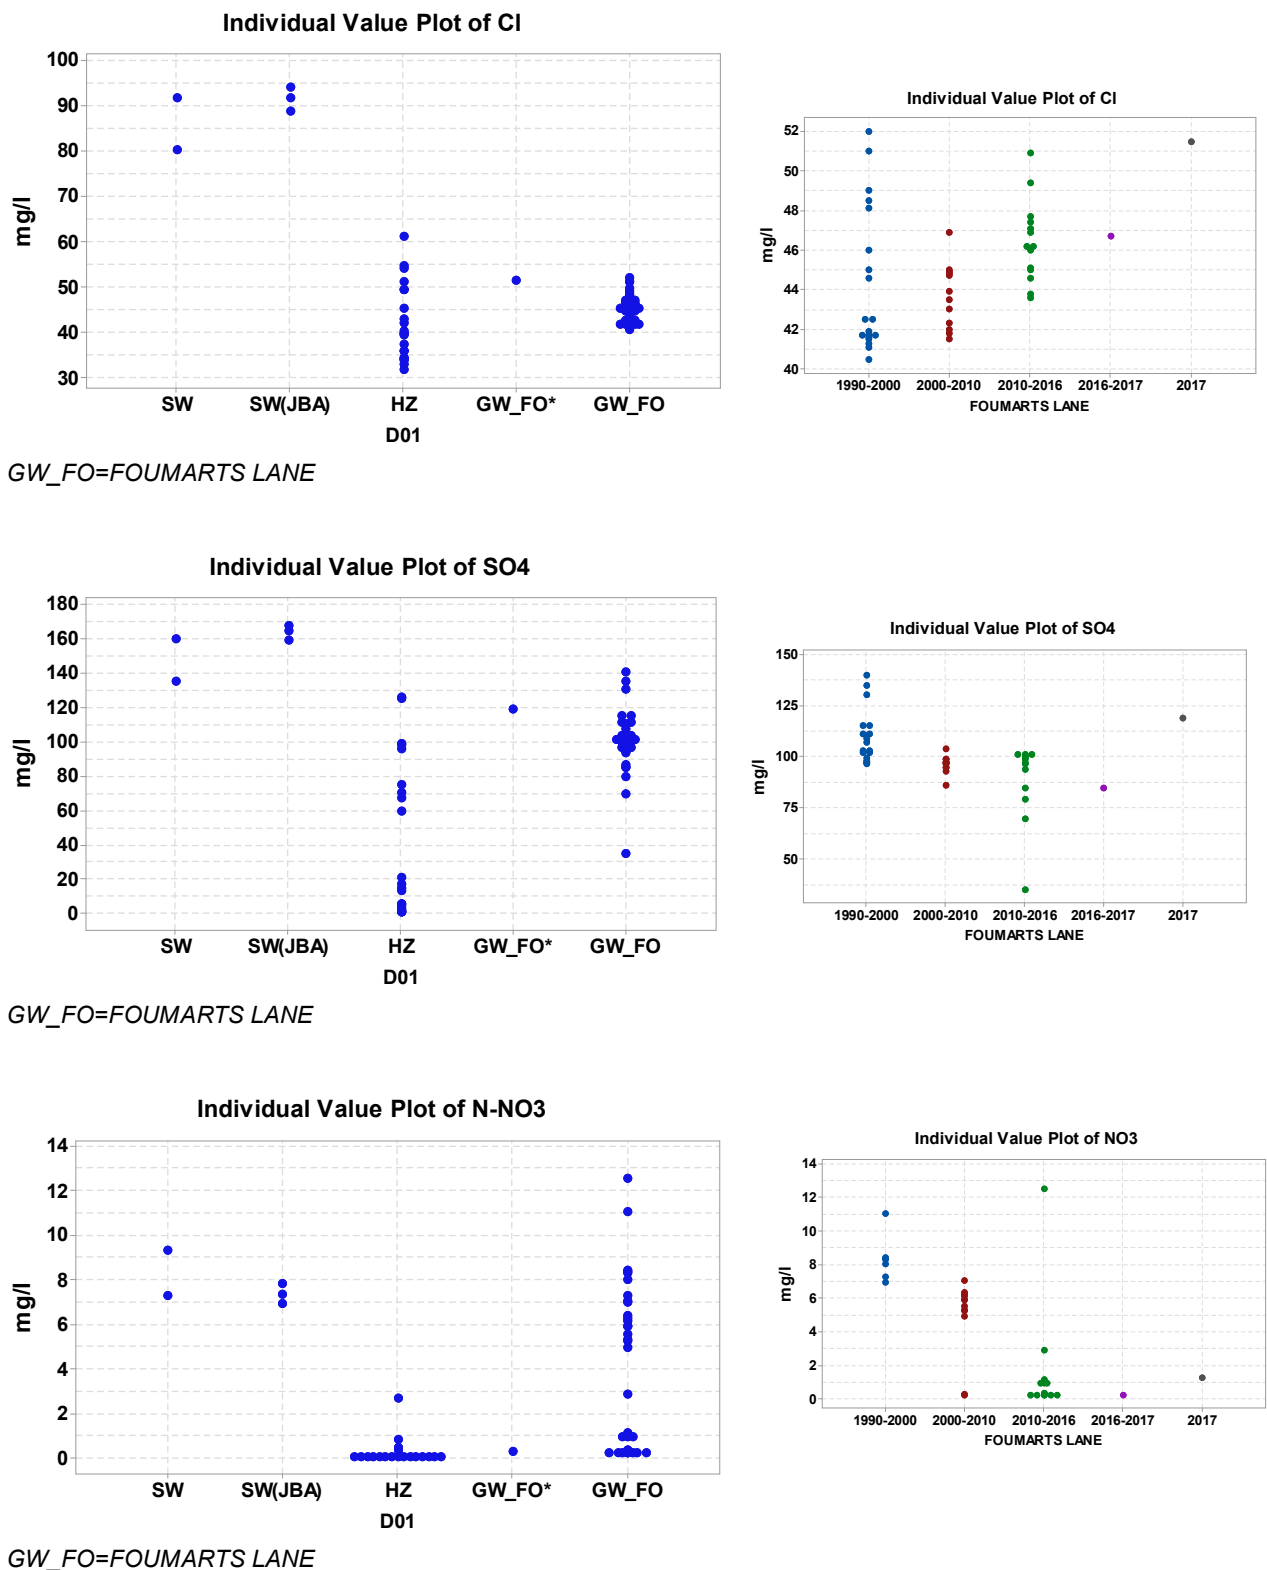 Individual Value Plot of Cl
100
90
80
70
60
50
40
30
mg/l
SW SW(JBA) HZ GW_FO* GW_FO
D01
Individual Value Plot of Cl
52
50
48
46
44
42
40
mg/l
1990-2000 2000-2010 2010-2016 2016-2017 2017
FOUMARTS LANE
GW_FO=FOUMARTS LANE
Individual Value Plot of SO4
180
160
140
120
100
80
60
40
20
0
mg/l
SW SW(JBA) HZ GW_FO* GW_FO
D01
Individual Value Plot of SO4
150
125
100
75
50
mg/l
1990-2000 2000-2010 2010-2016 2016-2017 2017
FOUMARTS LANE
GW_FO=FOUMARTS LANE
Individual Value Plot of N-NO3
14
12
10
8
6
4
2
0
mg/l
SW SW(JBA) HZ GW_FO* GW_FO
D01
Individual Value Plot of NO3
14
12
10
8
6
4
2
0
mg/l
1990-2000 2000-2010 2010-2016 2016-2017 2017
FOUMARTS LANE
GW_FO=FOUMARTS LANE